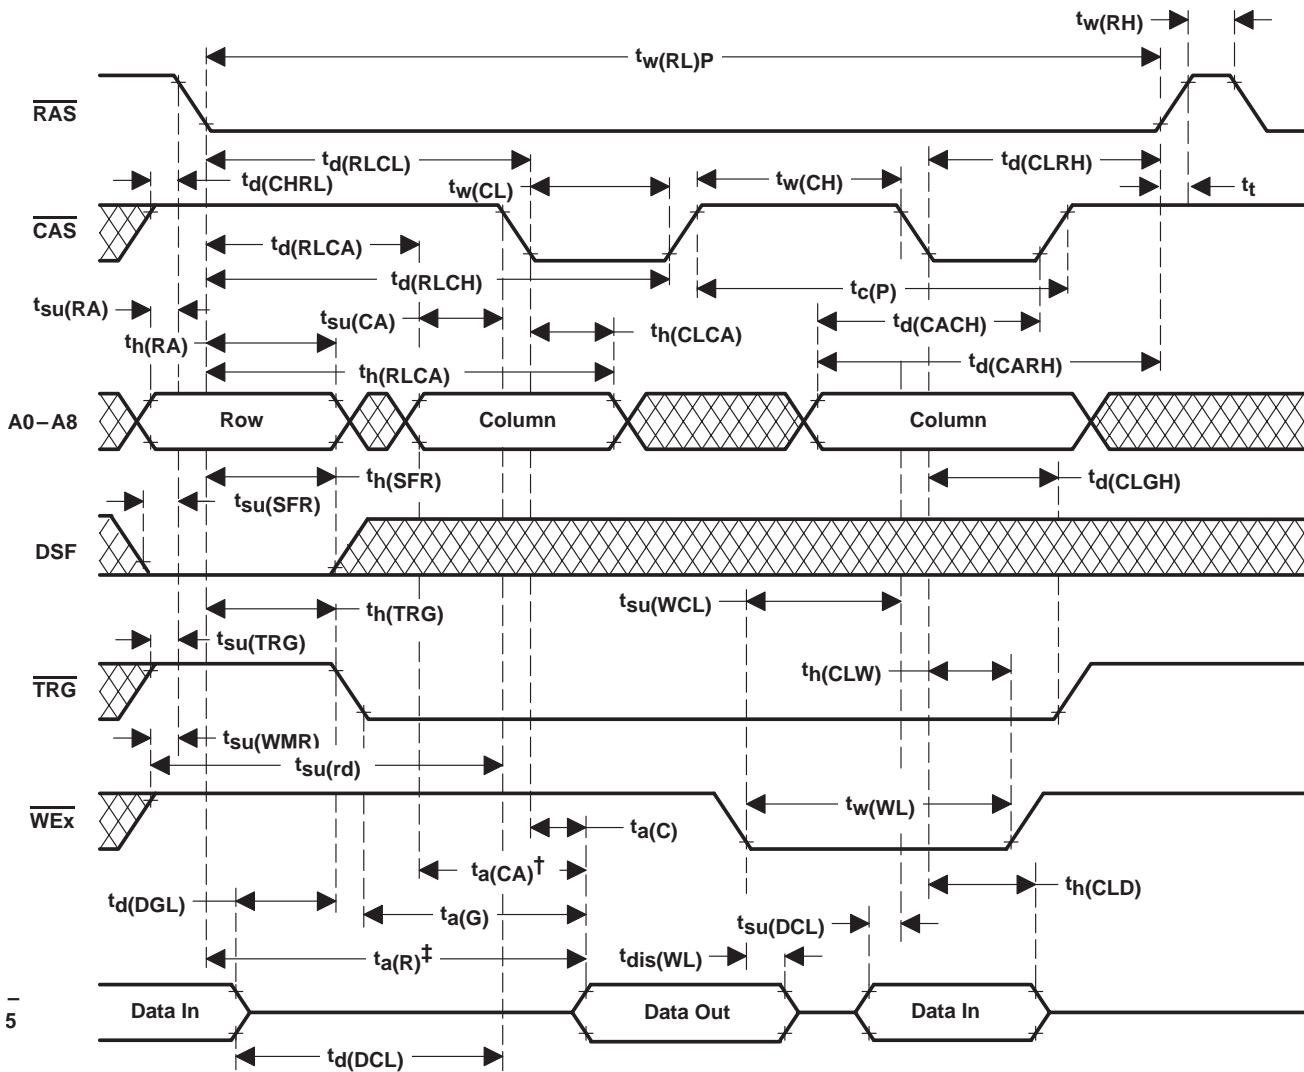 tw(RH)
tw(RL)P
RAS
td(RLCL)
td(CLRH)
td(CHRL)
tw(CL)
tw(CH)
tt
CAS
td(RLCA)
td(RLCH)
tc(P)
tsu(RA)
tsu(CA)
td(CACH)
th(CLCA)
th(RA)
td(CARH)
th(RLCA)
A0–A8
Row
Column
Column
th(SFR)
td(CLGH)
tsu(SFR)
DSF
tsu(WCL)
th(TRG)
tsu(TRG)
th(CLW)
TRG
tsu(WMR)
tsu(rd)
tw(WL)
WEx
ta(C)
ta(CA)†
th(CLD)
td(DGL)
ta(G)
tsu(DCL)
ta(R)‡
tdis(WL)
–
5
Data In
Data Out
Data In
td(DCL)